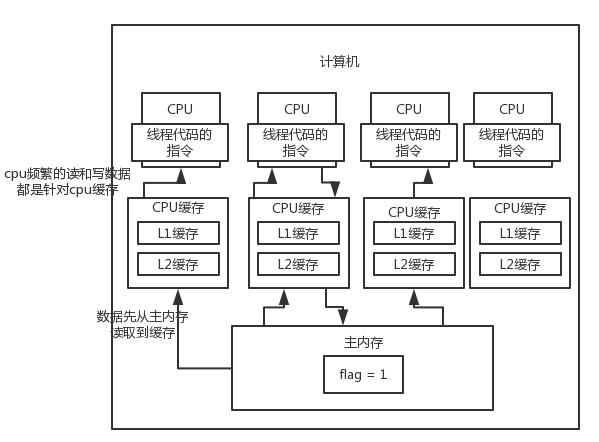 计算机
CPU
线程代码的
指令
CPU
线程代码的
指令
CPU
线程代码的
指令
CPU
线程代码的
指令
cpu频繁的读和写数据
都是针对cpu缓存
CPU缓存
L1缓存
L2缓存
CPU缓存
L1缓存
L2缓存
CPU缓存
L1缓存
L2缓存
CPU缓存
L1缓存
L2缓存
数据先从主内存
读取到缓存
主内存
flag = 1